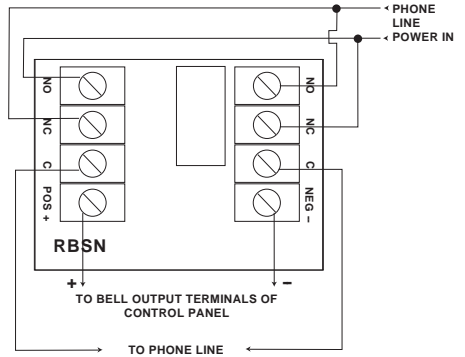 PHONE
LINE
POWER IN
NO
NO
NC
NC
C
C
POS +
NEG −
RBSN
+ −
TO BELL OUTPUT TERMINALS OF
CONTROL PANEL
TO PHONE LINE